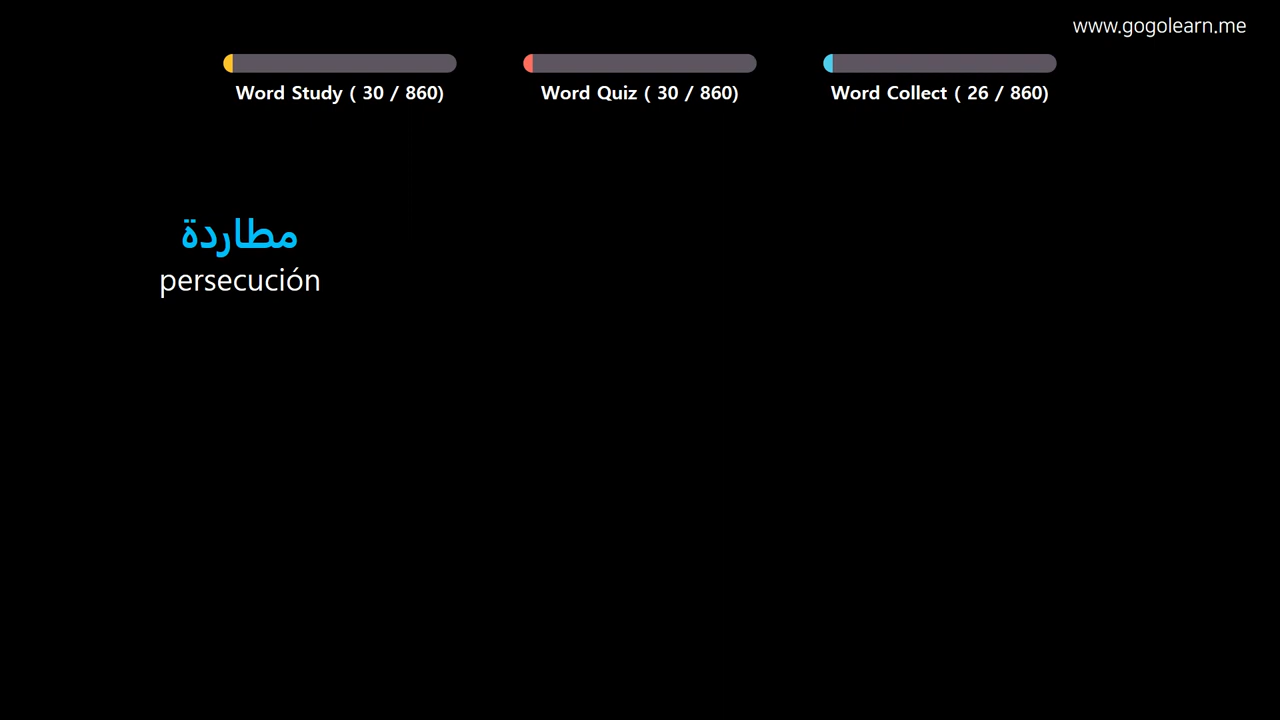 www.gogolearn.me
Word Study ( 30 / 860)
Word Quiz ( 30 / 860)
Word Collect ( 26 / 860)
مطاردة
persecución